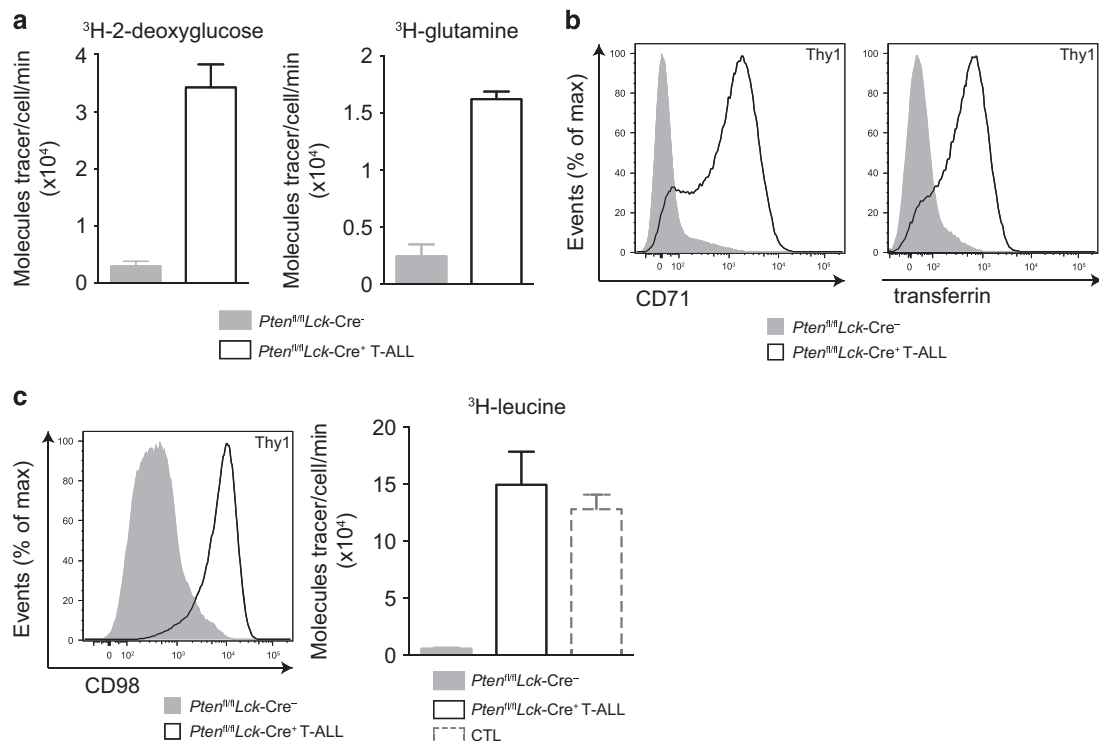 a
³H-2-deoxyglucose
Molecules tracer/cell/min
(x10⁴)
4
3
2
1
0
³H-glutamine
Molecules tracer/cell/min
(x10⁴)
2
1.5
1
0.5
0
Ptenfl/flLck-Cre-
Ptenfl/flLck-Cre+ T-ALL
b
Events (% of max)
100
80
60
40
20
0
Thy1
0 10² 10³ 10⁴ 10⁵
CD71
100
80
60
40
20
0
Thy1
0 10² 10³ 10⁴ 10⁵
transferrin
Ptenfl/flLck-Cre–
Ptenfl/flLck-Cre+ T-ALL
c
Events (% of max)
100
80
60
40
20
0
Thy1
0 10² 10³ 10⁴ 10⁵
CD98
Ptenfl/flLck-Cre–
Ptenfl/flLck-Cre+ T-ALL
³H-leucine
Molecules tracer/cell/min
(x10⁴)
20
15
10
5
0
Ptenfl/flLck-Cre–
Ptenfl/flLck-Cre+ T-ALL
CTL